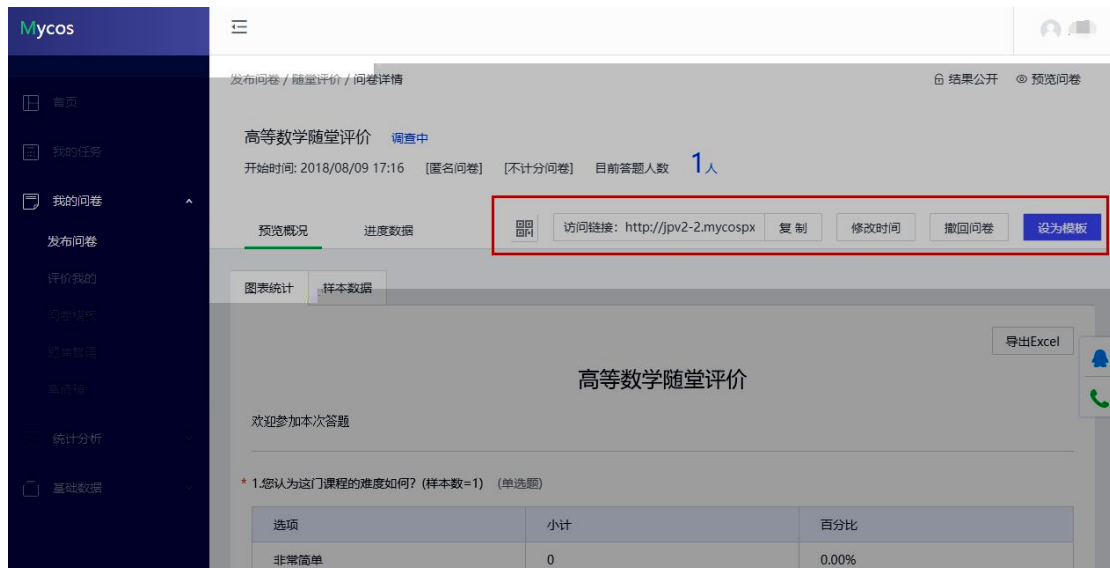 Mycos
发布问卷 / 随堂评价 / 问卷详情
结果公开
预览问卷
首页
我的任务
我的问卷
发布问卷
评价我的
统计分析
基础数据
高等数学随堂评价 调查中
开始时间: 2018/08/09 17:16 [匿名问卷] [不计分问卷] 目前答题人数 1人
预览概况 进度数据 访问链接: http://jpv2-2.mycospx 复 制 修改时间 撤回问卷 设为模板
图表统计 样本数据
导出Excel
高等数学随堂评价
欢迎参加本次答题
* 1.您认为这门课程的难度如何? (样本数=1) (单选题)
选项 小计 百分比
非常简单 0 0.00%